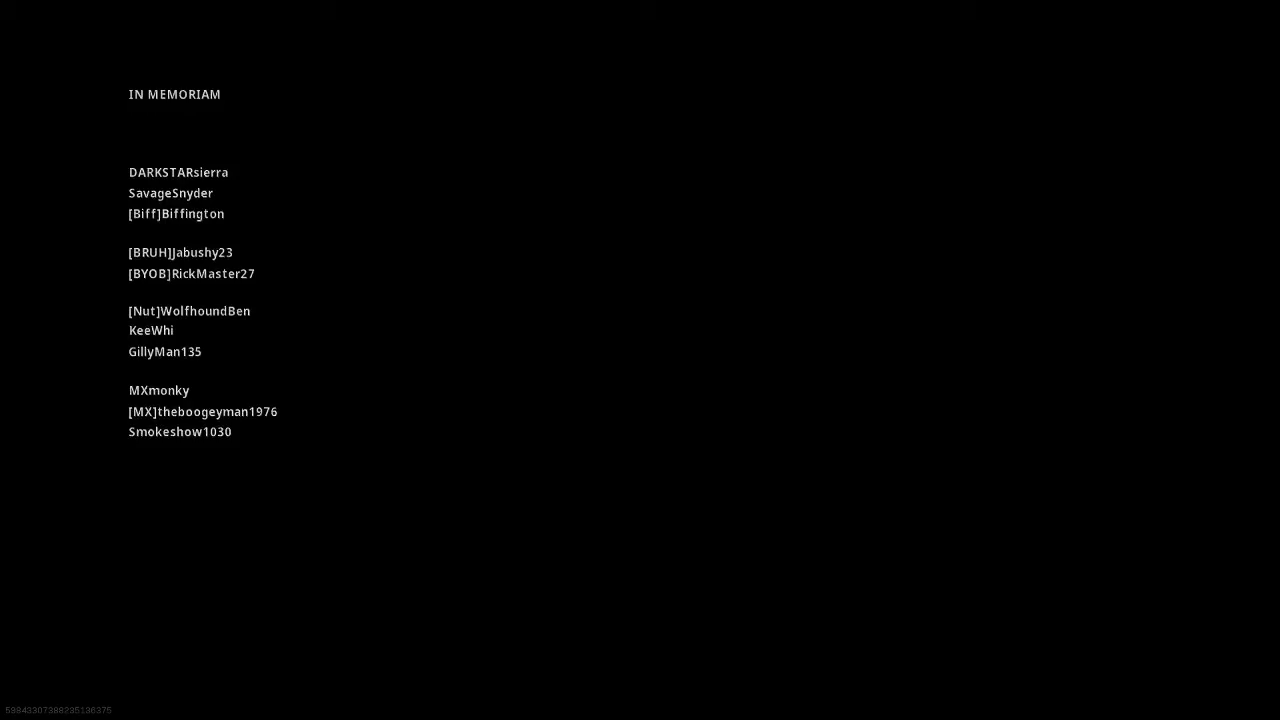 IN MEMORIAM
DARKSTARsierra
SavageSnyder
[Biff]Biffington
[BRUH]Jabushy23
[BYOB]RickMaster27
[Nut]WolfhoundBen
KeeWhi
GillyMan135
MXmonky
[MX]theboogeyman1976
Smokeshow1030